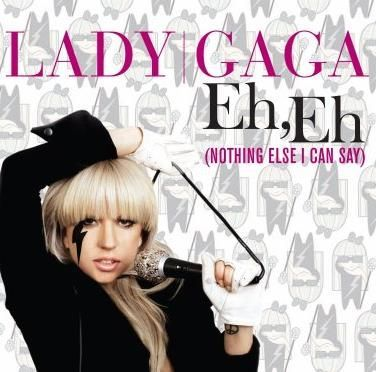 LADY|GAGA
Eh, Eh
(NOTHING ELSE I CAN SAY)